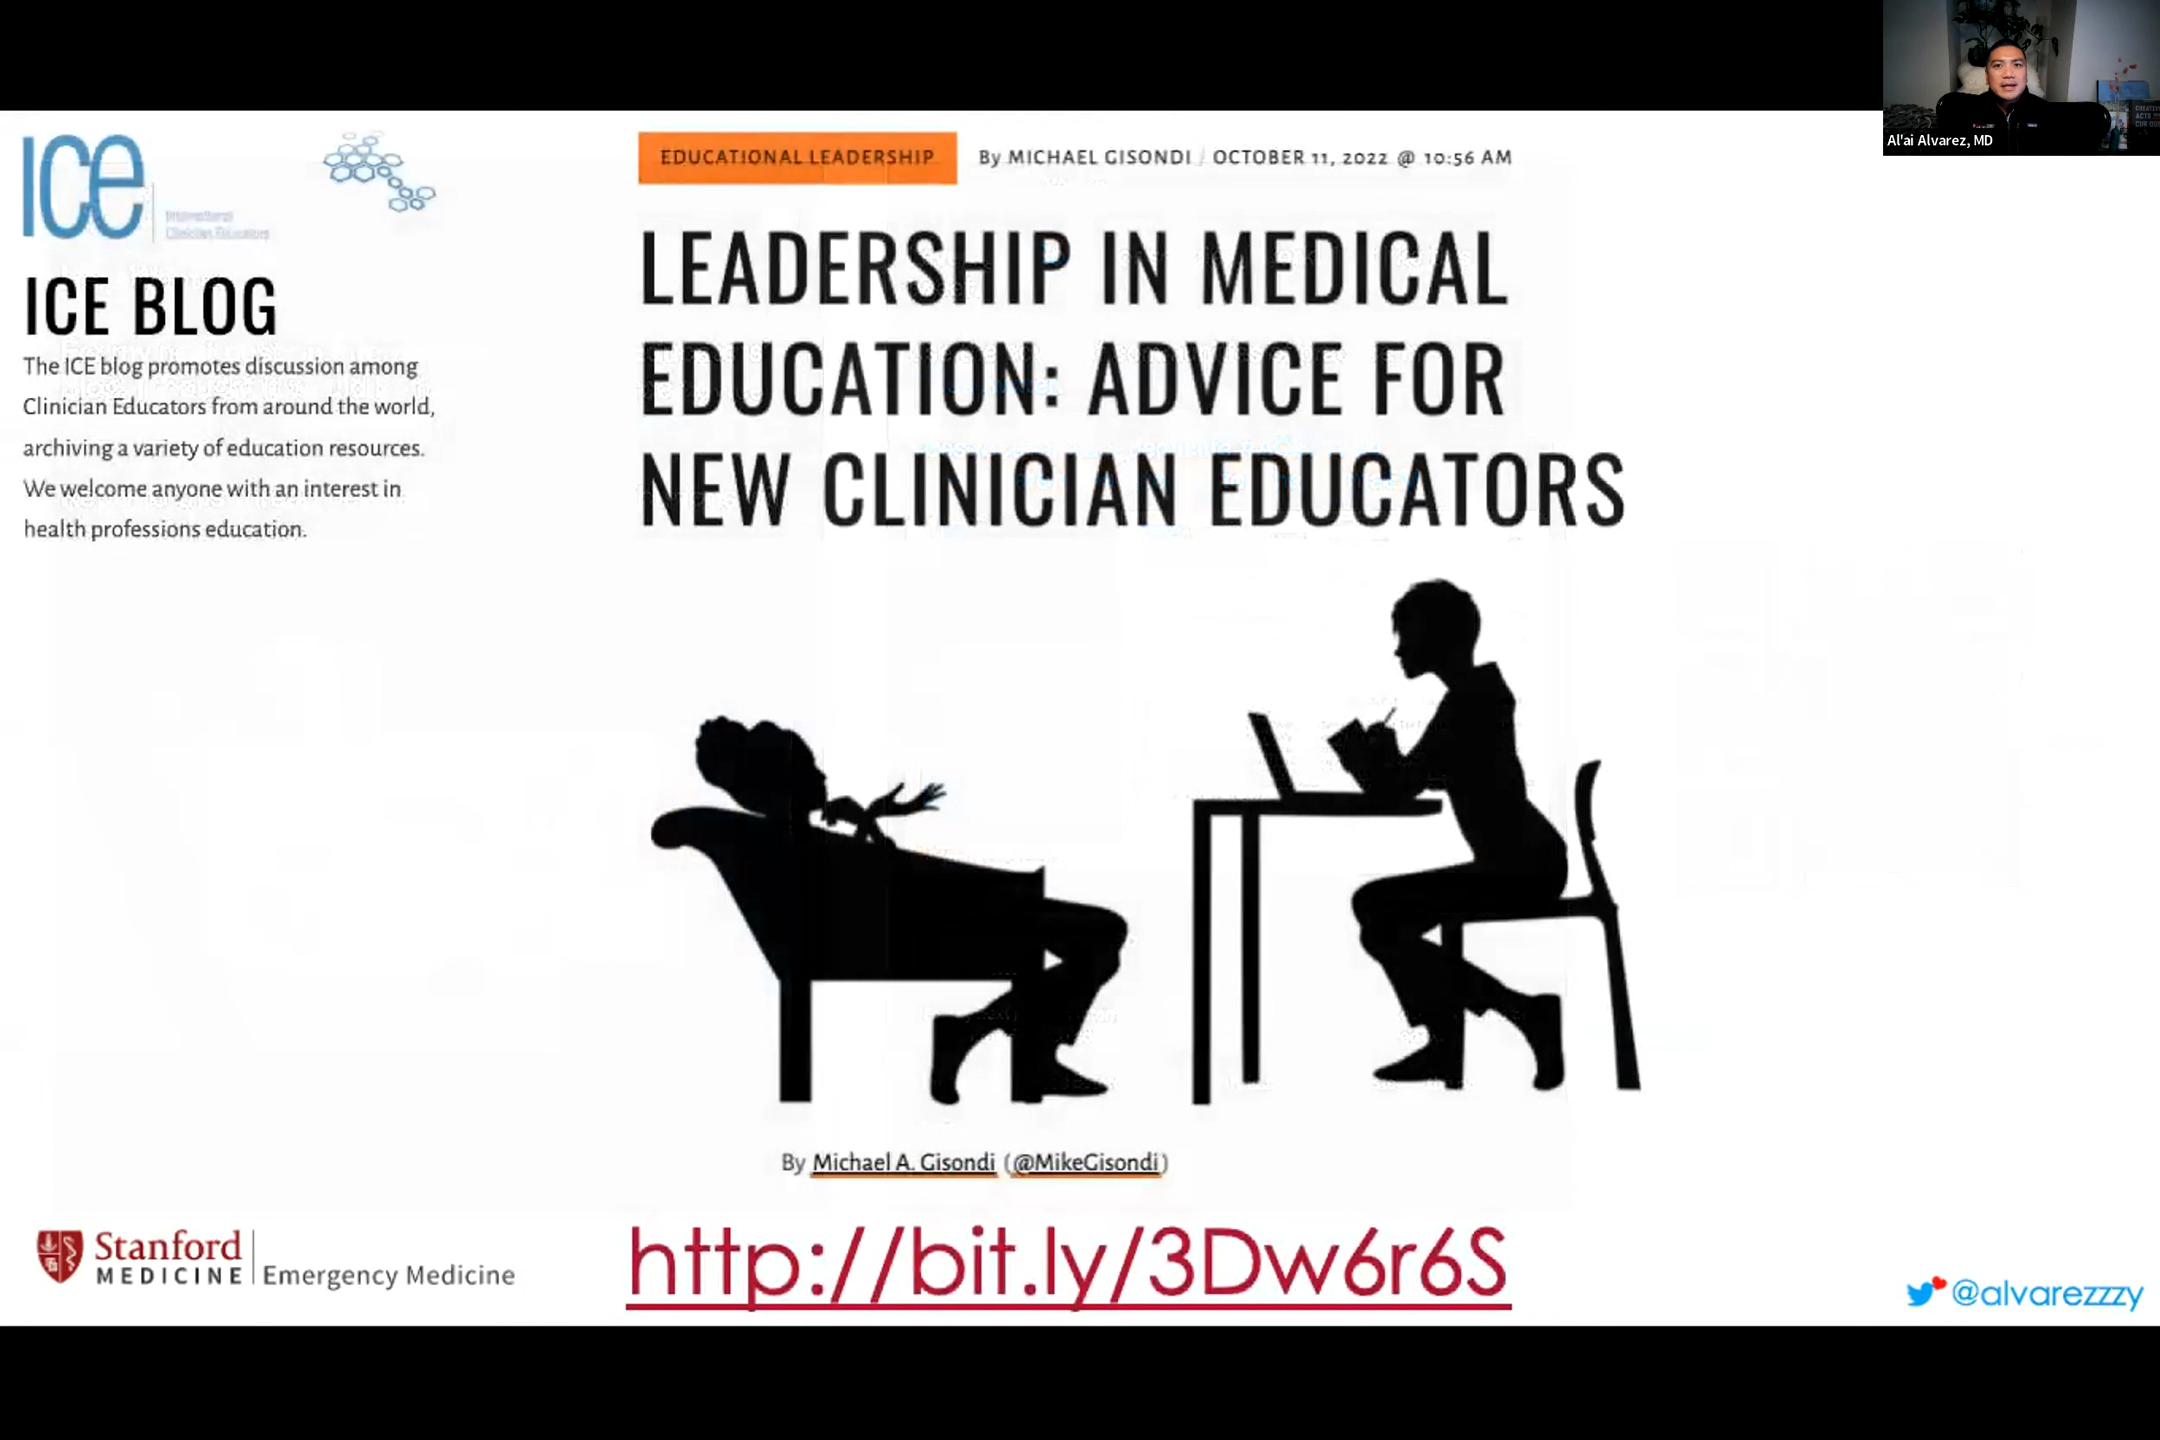 Al'ai Alvarez, MD
ICE
International
Clinician Educators
ICE BLOG
The ICE blog promotes discussion among
Clinician Educators from around the world,
archiving a variety of education resources.
We welcome anyone with an interest in
health professions education.
EDUCATIONAL LEADERSHIP By MICHAEL GISONDI / OCTOBER 11, 2022 @ 10:56 AM
LEADERSHIP IN MEDICAL
EDUCATION: ADVICE FOR
NEW CLINICIAN EDUCATORS
By Michael A. Gisondi (@MikeGisondi)
Stanford
MEDICINE Emergency Medicine
http://bit.ly/3Dw6r6S
@alvarezzzy